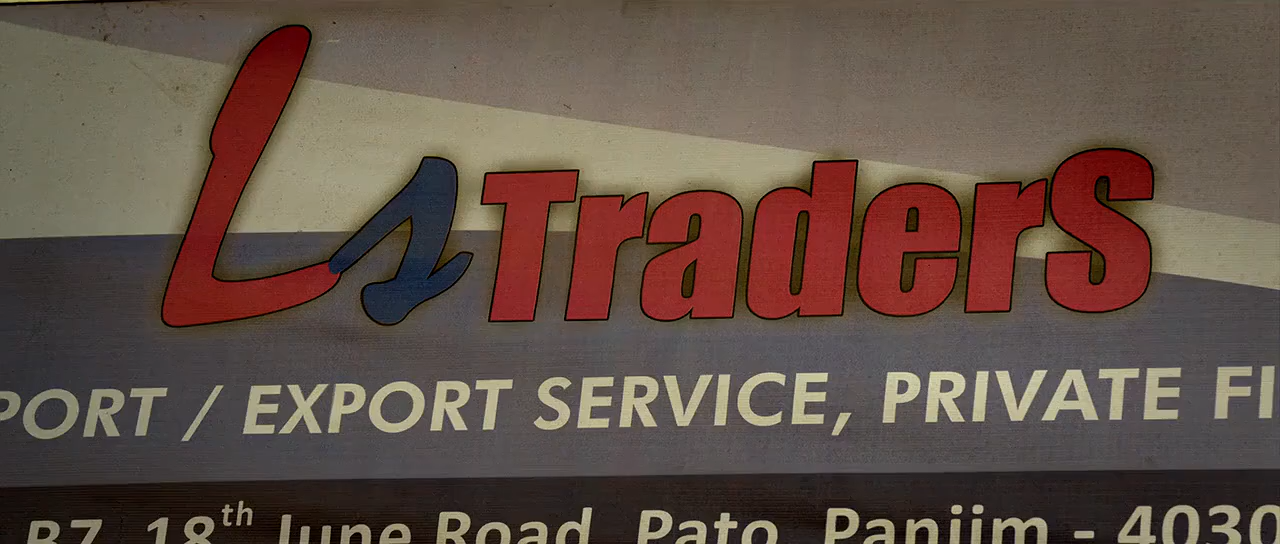 Ls TraderS
PORT / EXPORT SERVICE, PRIVATE FI
B7, 18th June Road, Pato, Panjim - 4030